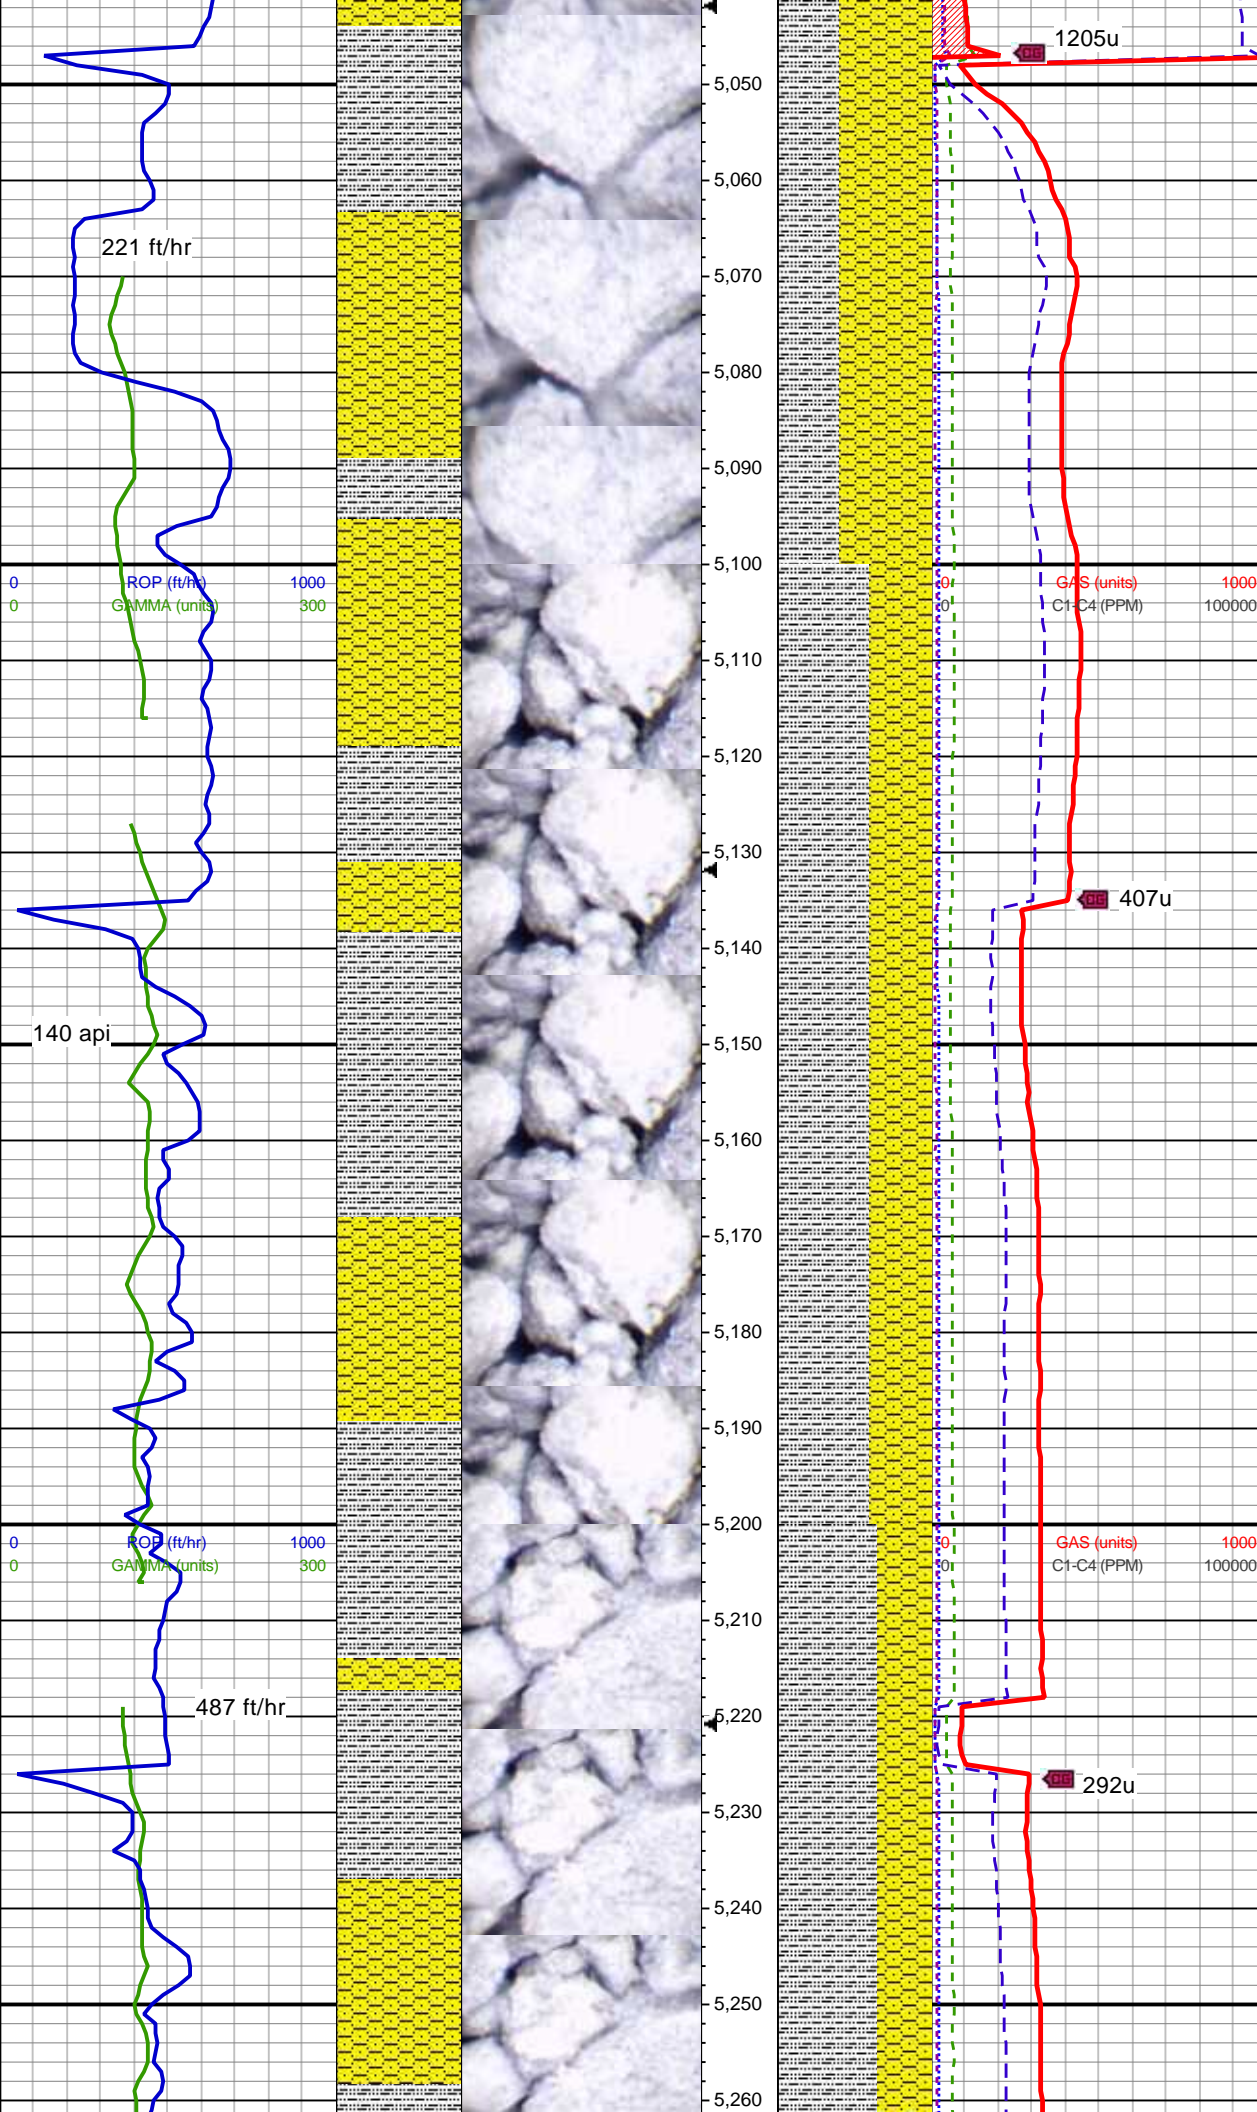 1205u
CG
5,050
5,060
221 ft/hr
5,070
5,080
5,090
5,100
0 ROP (ft/hr) 1000
0 GAMMA (units) 300
0 GAS (units) 1000
0 C1-C4 (PPM) 100000
5,110
5,120
5,130
CG 407u
5,140
140 api
5,150
5,160
5,170
5,180
5,190
5,200
0 ROP (ft/hr) 1000
0 GAMMA (units) 300
0 GAS (units) 1000
0 C1-C4 (PPM) 100000
5,210
487 ft/hr
5,220
CG 292u
5,230
5,240
5,250
5,260